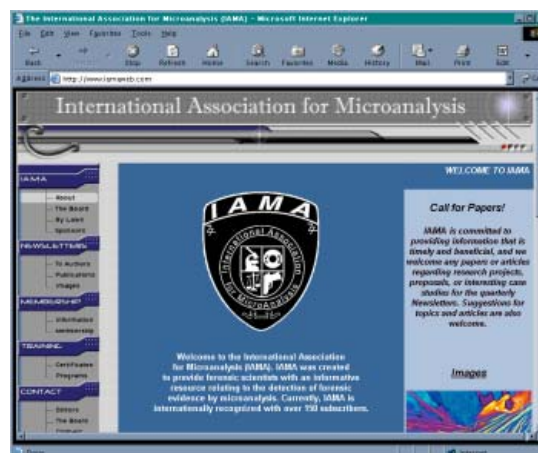 The International Association for Microanalysis (IAMA) - Microsoft Internet Explorer
File Edit View Favorites Tools Help
Back Stop Refresh Home Search Favorites Media History Mail Print Edit
Address http://www.iamaweb.com
International Association for Microanalysis
WELCOME TO IAMA
IAMA
About
The Board
By Laws
Sponsors
NEWSLETTERS
To Authors
Publications
Images
MEMBERSHIP
Information
Membership
TRAINING
Certificates
Programs
CONTACT
Editors
The Board
IAMA
International Association
for MicroAnalysis
Welcome to the International Association
for Microanalysis (IAMA). IAMA was created
to provide forensic scientists with an informative
resource relating to the detection of forensic
evidence by microanalysis. Currently, IAMA is
internationally recognized with over 150 subscribers.
Call for Papers!
IAMA is committed to
providing information that is
timely and beneficial, and we
welcome any papers or articles
regarding research projects,
proposals, or interesting case
studies for the quarterly
Newsletters. Suggestions for
topics and articles are also
welcome.
Images
Internet